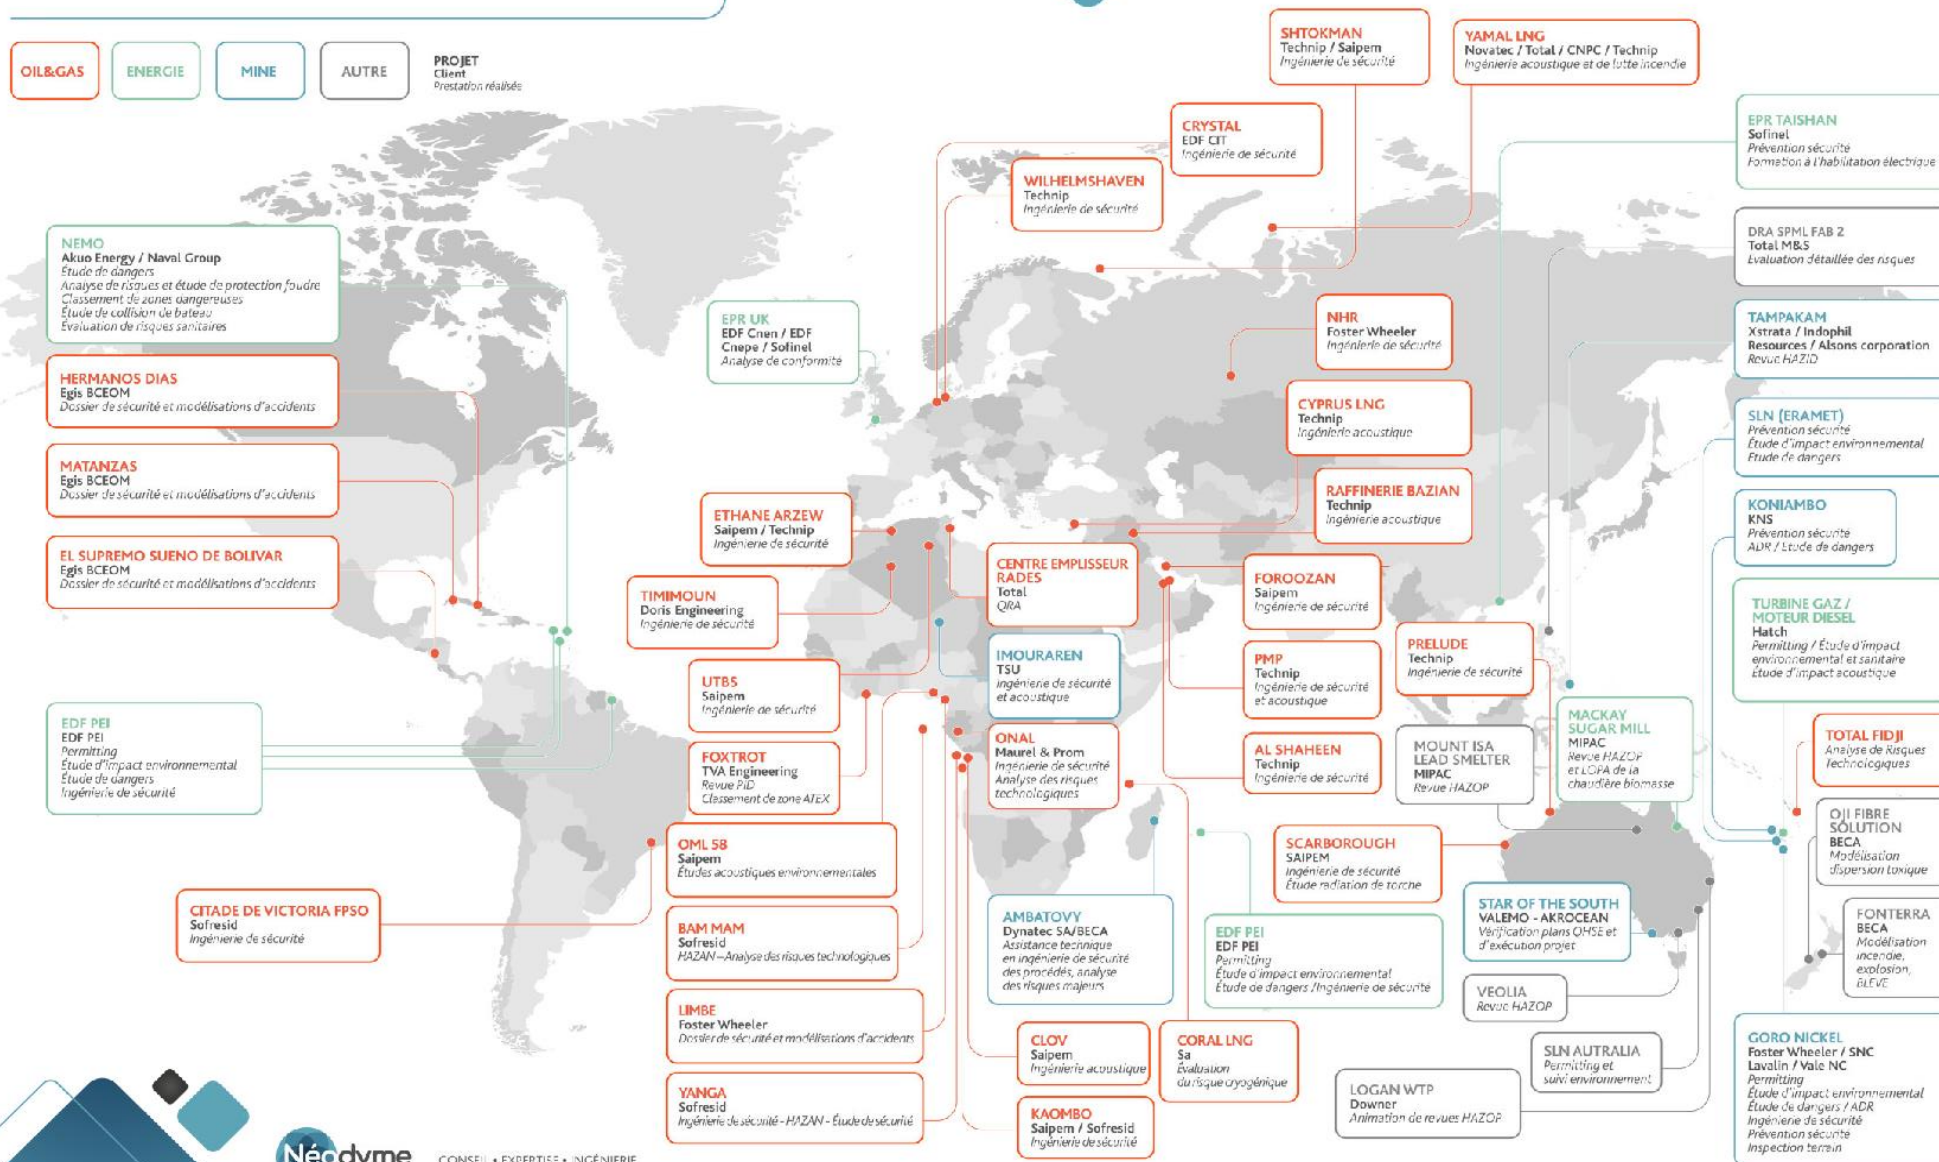 OIL&GAS
ENERGIE
MINE
AUTRE
PROJET
Client
Prestation réalisée
SHTOKMAN
Technip / Saipem
Ingénierie de sécurité
YAMAL LNG
Novatec / Total / CNPC / Technip
Ingénierie acoustique et de lutte incendie
CRYSTAL
EDF CIT
Ingénierie de sécurité
WILHELMSHAVEN
Technip
Ingénierie de sécurité
EPR TAISHAN
Sofinel
Prévention sécurité
Formation à l'habilitation électrique
DRA SPML FAB 2
Total M&S
Evaluation détaillée des risques
NEMO
Akuo Energy / Naval Group
Étude de dangers
Analyse de risques et étude de protection foudre
Classement de zones dangereuses
Étude de collision de bateau
Évaluation de risques sanitaires
EPR UK
EDF Cnen / EDF
Cnepe / Sofinel
Analyse de conformité
NHR
Foster Wheeler
Ingénierie de sécurité
TAMPAKAM
Xstrata / Indophil
Resources / Alsons corporation
Revue HAZID
HERMANOS DIAS
Egis BCEOM
Dossier de sécurité et modélisations d'accidents
CYPRUS LNG
Technip
Ingénierie acoustique
SLN (ERAMET)
Prévention sécurité
Étude d'impact environnemental
Étude de dangers
MATANZAS
Egis BCEOM
Dossier de sécurité et modélisations d'accidents
RAFFINERIE BAZIAN
Technip
Ingénierie acoustique
KONIAMBO
KNS
Prévention sécurité
ADR / Etude de dangers
ETHANE ARZEW
Saipem / Technip
Ingénierie de sécurité
EL SUPREMO SUENO DE BOLIVAR
Egis BCEOM
Dossier de sécurité et modélisations d'accidents
CENTRE EMPLISSEUR
RADES
Total
QRA
FOROOZAN
Saipem
Ingénierie de sécurité
TIMIMOUN
Doris Engineering
Ingénierie de sécurité
TURBINE GAZ /
MOTEUR DIESEL
Hatch
Permitting / Étude d'impact
environnemental et sanitaire
Étude d'impact acoustique
IMOURAREN
TSU
Ingénierie de sécurité
et acoustique
PMP
Technip
Ingénierie de sécurité
et acoustique
PRELUDE
Technip
Ingénierie de sécurité
UTBS
Saipem
Ingénierie de sécurité
EDF PEI
EDF PEI
Permitting
Étude d'impact environnemental
Étude de dangers
Ingénierie de sécurité
MACKAY
SUGAR MILL
MIPAC
Revue HAZOP
et LOPA de la
chaudière biomasse
TOTAL FIDJI
Analyse de Risques
Technologiques
ONAL
Maurel & Prom
Ingénierie de sécurité
Analyse des risques
technologiques
AL SHAHEEN
Technip
Ingénierie de sécurité
MOUNT ISA
LEAD SMELTER
MIPAC
Revue HAZOP
FOXTROT
TVA Engineering
Revue PID
Classement de zone ATEX
OJI FIBRE
SOLUTION
BECA
Modélisation
dispersion toxique
OML 58
Saipem
Études acoustiques environnementales
SCARBOROUGH
SAIPEM
Ingénierie de sécurité
Étude radiation de torche
CITADE DE VICTORIA FPSO
Sofresid
Ingénierie de sécurité
BAM MAM
Sofresid
HAZAN – Analyse des risques technologiques
AMBATOVY
Dynatec SA/BECA
Assistance technique
en ingénierie de sécurité
des procédés, analyse
des risques majeurs
EDF PEI
EDF PEI
Permitting
Étude d'impact environnemental
Étude de dangers /Ingénierie de sécurité
STAR OF THE SOUTH
VALEMO - AKROCEAN
Vérification plans QHSE et
d'exécution projet
FONTERRA
BECA
Modélisation
incendie,
explosion,
BLEVE
VEOLIA
Revue HAZOP
LIMBE
Foster Wheeler
Dossier de sécurité et modélisations d'accidents
CLOV
Saipem
Ingénierie acoustique
CORAL LNG
Sa
Évaluation
du risque cryogénique
SLN AUTRALIA
Permitting et
suivi environnement
GORO NICKEL
Foster Wheeler / SNC
Lavalin / Vale NC
Permitting
Étude d'impact environnemental
Étude de dangers / ADR
Ingénierie de sécurité
Prévention sécurité
Inspection terrain
YANGA
Sofresid
Ingénierie de sécurité - HAZAN - Étude de sécurité
LOGAN WTP
Downer
Animation de revues HAZOP
KAOMBO
Saipem / Sofresid
Ingénierie de sécurité
Néodyme
CONSEIL • EXPERTISE • INGÉNIERIE